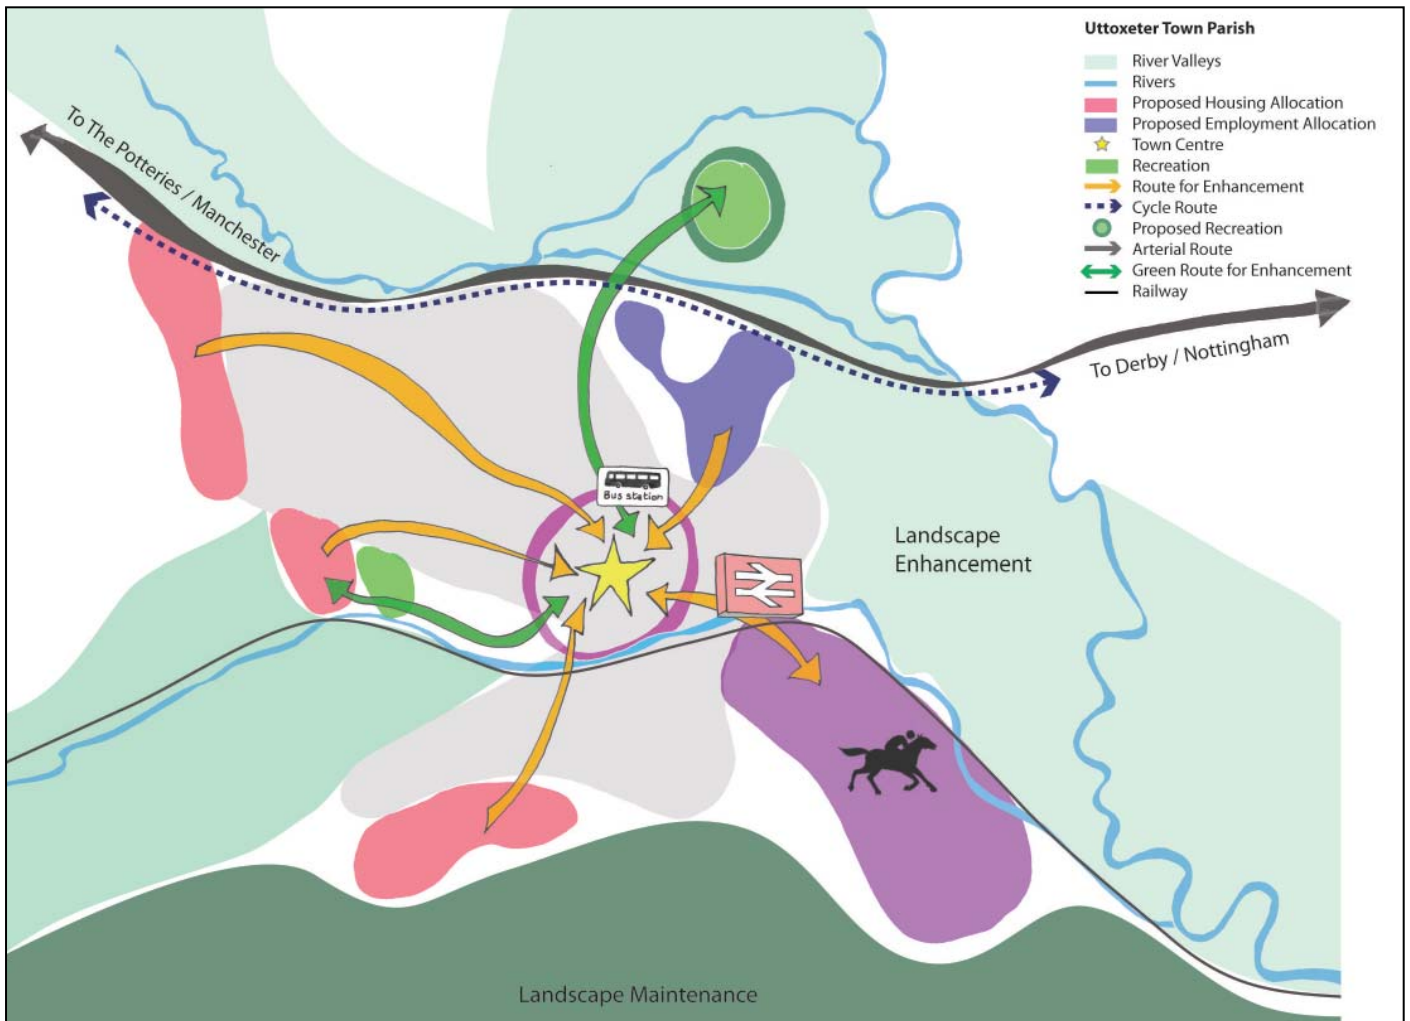 Uttoxeter Town Parish
River Valleys
Rivers
Proposed Housing Allocation
Proposed Employment Allocation
Town Centre
Recreation
Route for Enhancement
Cycle Route
Proposed Recreation
Arterial Route
Green Route for Enhancement
Railway
To The Potteries / Manchester
To Derby / Nottingham
Bus station
Landscape
Enhancement
Landscape Maintenance